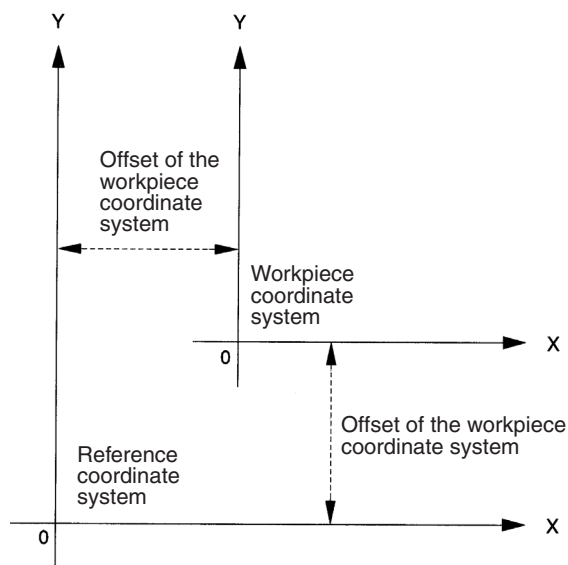 Y
Y
Offset of the
workpiece
coordinate
system
Workpiece
coordinate
system
0
X
Offset of the workpiece
coordinate system
Reference
coordinate
system
0
X